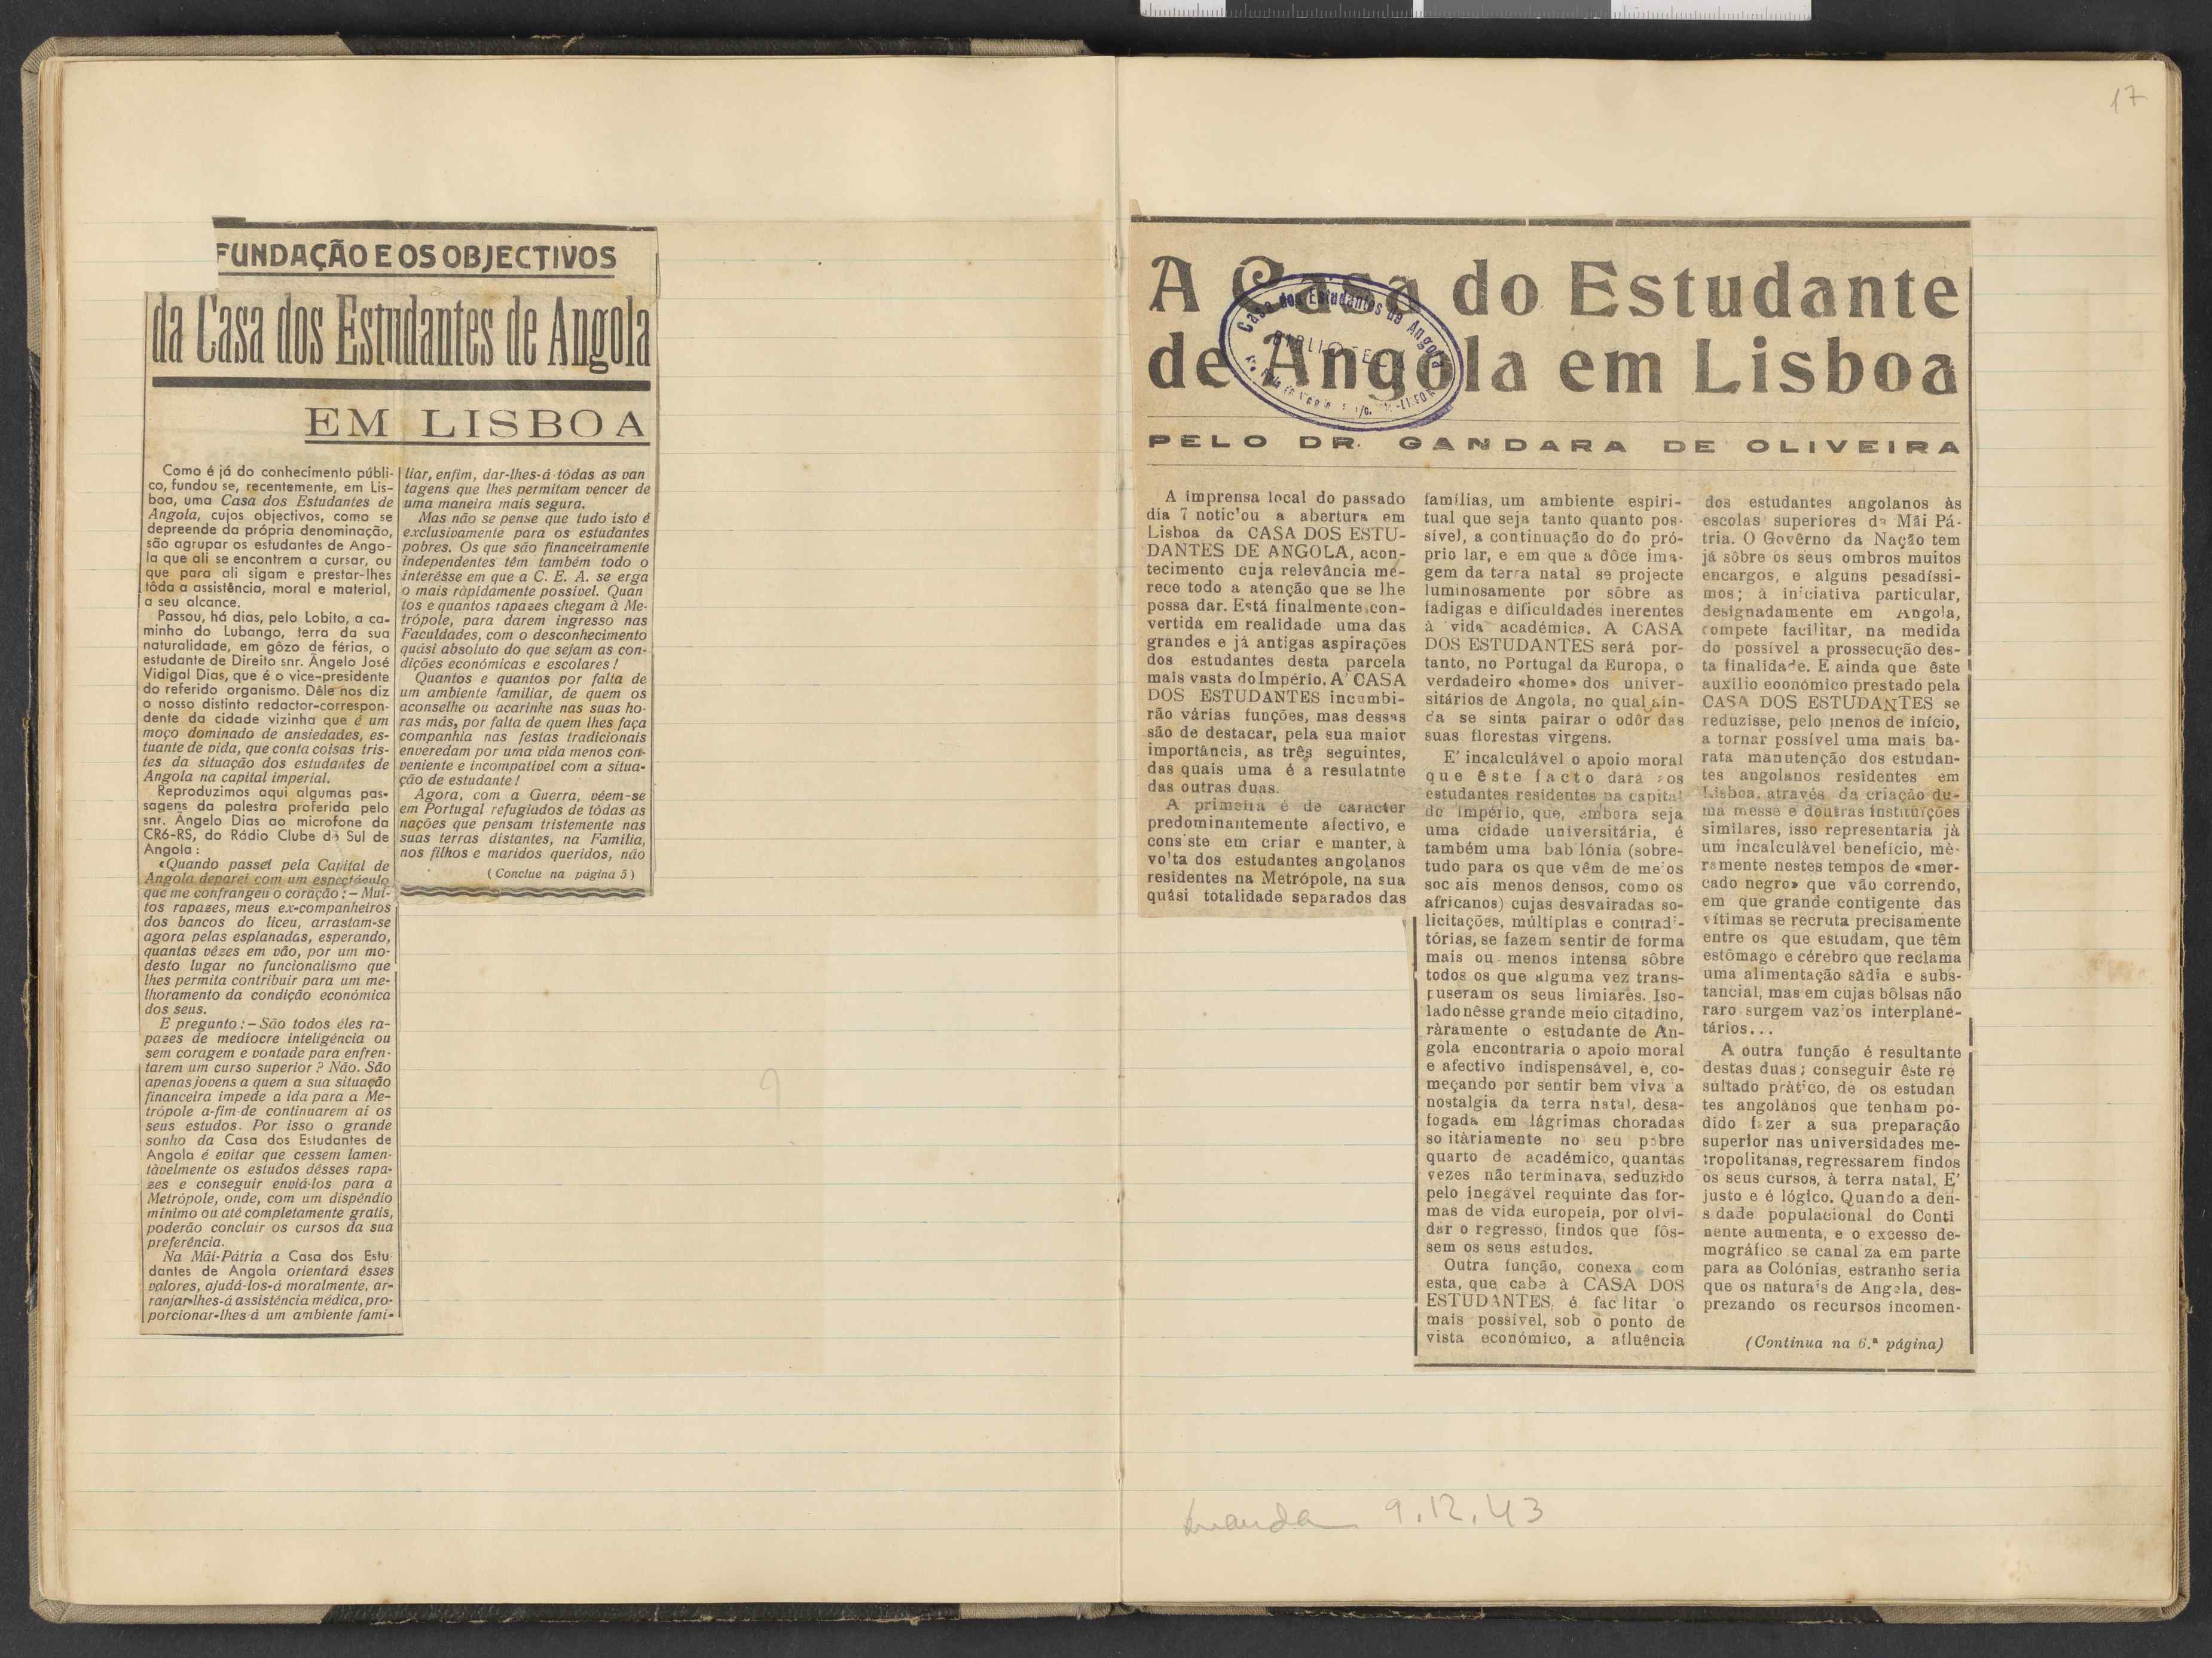 FUNDAÇÃO E OS OBJECTIVOS
da Casa dos Estudantes de Angola
EM LISBOA
Como é já do conhecimento públi-
co, fundou se, recentemente, em Lis-
boa, uma Casa dos Estudantes de
Angola, cujos objectivos, como se
depreende da própria denominação,
são agrupar os estudantes de Ango-
la que ali se encontrem a cursar, ou
que para ali sigam e prestar-lhes
tôda a assistência, moral e material,
a seu alcance.
Passou, há dias, pelo Lobito, a ca-
minho do Lubango, terra da sua
naturalidade, em gôzo de férias, o
estudante de Direito snr. Ângelo José
Vidigal Dias, que é o vice-presidente
do referido organismo. Dêle nos diz
o nosso distinto redactor-correspon-
dente da cidade vizinha que é um
moço dominado de ansiedades, es-
tuante de vida, que conta coisas tris-
tes da situação dos estudantes de
Angola na capital imperial.
Reproduzimos aqui algumas pas-
sagens da palestra proferida pelo
snr. Ângelo Dias ao microfone da
CR6-RS, do Rádio Clube do Sul de
Angola:
«Quando passei pela Capital de
Angola deparei com um espectáculo
que me confrangeu o coração: — Mui-
tos rapazes, meus ex-companheiros
dos bancos do liceu, arrastam-se
agora pelas esplanadas, esperando,
quantas vêzes em vão, por um mo-
desto lugar no funcionalismo que
lhes permita contribuir para um me-
lhoramento da condição económica
dos seus.
E pregunto: — São todos êles ra-
pazes de medíocre inteligência ou
sem coragem e vontade para enfren-
tarem um curso superior? Não. São
apenas jovens a quem a sua situação
financeira impede a ida para a Me-
trópole a-fim-de continuarem aí os
seus estudos. Por isso o grande
sonho da Casa dos Estudantes de
Angola é evitar que cessem lamen-
tàvelmente os estudos dêsses rapa-
zes e conseguir enviá-los para a
Metrópole, onde, com um dispêndio
mínimo ou até completamente gratis,
poderão concluir os cursos da sua
preferência.
Na Mãi-Pátria a Casa dos Estu-
dantes de Angola orientará êsses
valores, ajudá-los-á moralmente, ar-
ranjar-lhes-á assistência médica, pro-
porcionar-lhes á um ambiente fami-
liar, enfim, dar-lhes-á tôdas as van
tagens que lhes permitam vencer de
uma maneira mais segura.
Mas não se pense que tudo isto é
exclusivamente para os estudantes
pobres. Os que são financeiramente
independentes têm também todo o
interêsse em que a C. E. A. se erga
o mais ràpidamente possível. Quan
tos e quantos rapazes chegam à Me-
trópole, para darem ingresso nas
Faculdades, com o desconhecimento
quási absoluto do que sejam as con-
dições económicas e escolares!
Quantos e quantos por falta de
um ambiente familiar, de quem os
aconselhe ou acarinhe nas suas ho-
ras más, por falta de quem lhes faça
companhia nas festas tradicionais
enveredam por uma vida menos con-
veniente e incompatível com a situa-
ção de estudante!
Agora, com a Guerra, vêem-se
em Portugal refugiados de tôdas as
nações que pensam tristemente nas
suas terras distantes, na Família,
nos filhos e maridos queridos, não
(Conclue na página 5)
9
17
A Casa do Estudante
de Angola em Lisboa
Casa dos Estudantes de Angola
BIBLIOTECA
PELO DR. GANDARA DE OLIVEIRA
A imprensa local do passado
dia 7 notic'ou a abertura em
Lisboa da CASA DOS ESTU-
DANTES DE ANGOLA, acon-
tecimento cuja relevância me-
rece todo a atenção que se lhe
possa dar. Está finalmente con-
vertida em realidade uma das
grandes e já antigas aspirações
dos estudantes desta parcela
mais vasta do Império. A' CASA
DOS ESTUDANTES incumbi-
rão várias funções, mas dessas
são de destacar, pela sua maior
importância, as três seguintes,
das quais uma é a resulatnte
das outras duas.
A primeira é de carácter
predominantemente afectivo, e
cons ste em criar e manter, à
vo'ta dos estudantes angolanos
residentes na Metrópole, na sua
quási totalidade separados das
famílias, um ambiente espiri-
tual que seja tanto quanto pos-
sível, a continuação do do pró-
prio lar, e em que a dôce ima-
gem da terra natal se projecte
luminosamente por sôbre as
fadigas e dificuldades inerentes
à vida académica. A CASA
DOS ESTUDANTES será por-
tanto, no Portugal da Europa, o
verdadeiro «home» dos univer-
sitários de Angola, no qual ain-
da se sinta pairar o odôr das
suas florestas virgens.
E' incalculável o apoio moral
que êste facto dará aos
estudantes residentes na capital
do Império, que, embora seja
uma cidade universitária, é
também uma bab lónia (sobre-
tudo para os que vêm de me'os
soc ais menos densos, como os
africanos) cujas desvairadas so-
licitações, múltiplas e contradi-
tórias, se fazem sentir de forma
mais ou menos intensa sôbre
todos os que alguma vez trans-
puseram os seus limiares. Iso-
lado nêsse grande meio citadino,
ràramente o estudante de An-
gola encontraria o apoio moral
e afectivo indispensável, e, co-
meçando por sentir bem viva a
nostalgia da terra natal, desa-
fogada em lágrimas choradas
so itàriamente no seu pobre
quarto de académico, quantas
vezes não terminava, seduzido
pelo inegável requinte das for-
mas de vida europeia, por olvi-
dar o regresso, findos que fôs-
sem os seus estudos.
Outra função, conexa com
esta, que cabe à CASA DOS
ESTUDANTES, é fac litar o
mais possível, sob o ponto de
vista económico, a afluência
dos estudantes angolanos às
escolas superiores da Mãi Pá-
tria. O Govêrno da Nação tem
já sôbre os seus ombros muitos
encargos, e alguns pesadíssi-
mos; à iniciativa particular,
designadamente em Angola,
compete facilitar, na medida
do possível a prossecução des-
ta finalidade. E ainda que êste
auxílio económico prestado pela
CASA DOS ESTUDANTES se
reduzisse, pelo menos de início,
a tornar possível uma mais ba-
rata manutenção dos estudan-
tes angolanos residentes em
Lisboa, através da criação du-
ma messe e doutras instituïções
similares, isso representaria já
um incalculável benefício, mè-
ramente nestes tempos de «mer-
cado negro» que vão correndo,
em que grande contigente das
vítimas se recruta precisamente
entre os que estudam, que têm
estômago e cérebro que reclama
uma alimentação sàdia e subs-
tancial, mas em cujas bôlsas não
raro surgem vaz'os interplane-
tários...
A outra função é resultante
destas duas; conseguir êste re
sultado prático, de os estudan
tes angolanos que tenham po-
dido fazer a sua preparação
superior nas universidades me-
tropolitanas, regressarem findos
os seus cursos, à terra natal. E'
justo e é lógico. Quando a den-
s dade populacional do Conti
nente aumenta, e o excesso de-
mográfico se canal za em parte
para as Colónias, estranho seria
que os natura's de Angola, des-
prezando os recursos incomen-
(Continua na 6.ª página)
Luanda 9.12.43